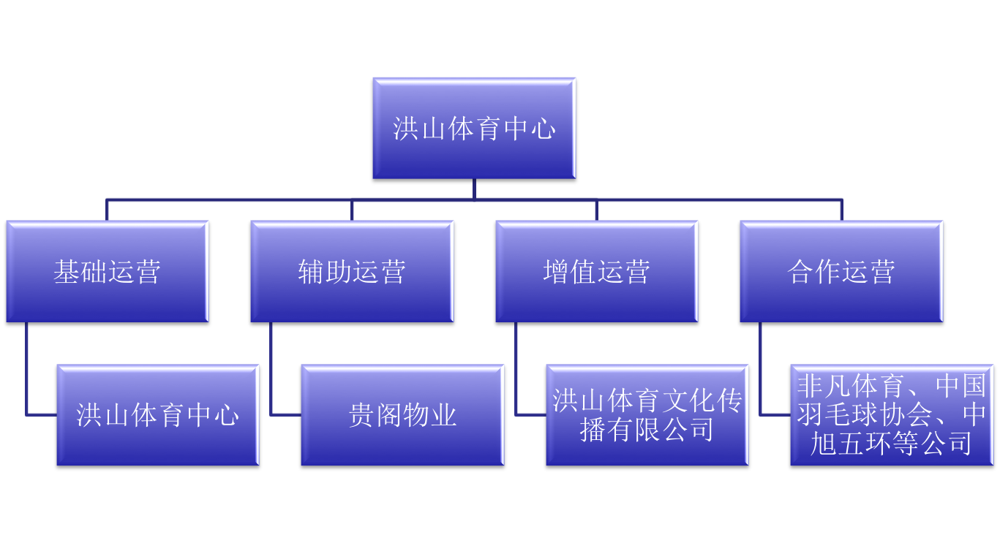 洪山体育中心
基础运营
辅助运营
增值运营
合作运营
洪山体育中心
贵阁物业
洪山体育文化传
播有限公司
非凡体育、中国
羽毛球协会、中
旭五环等公司